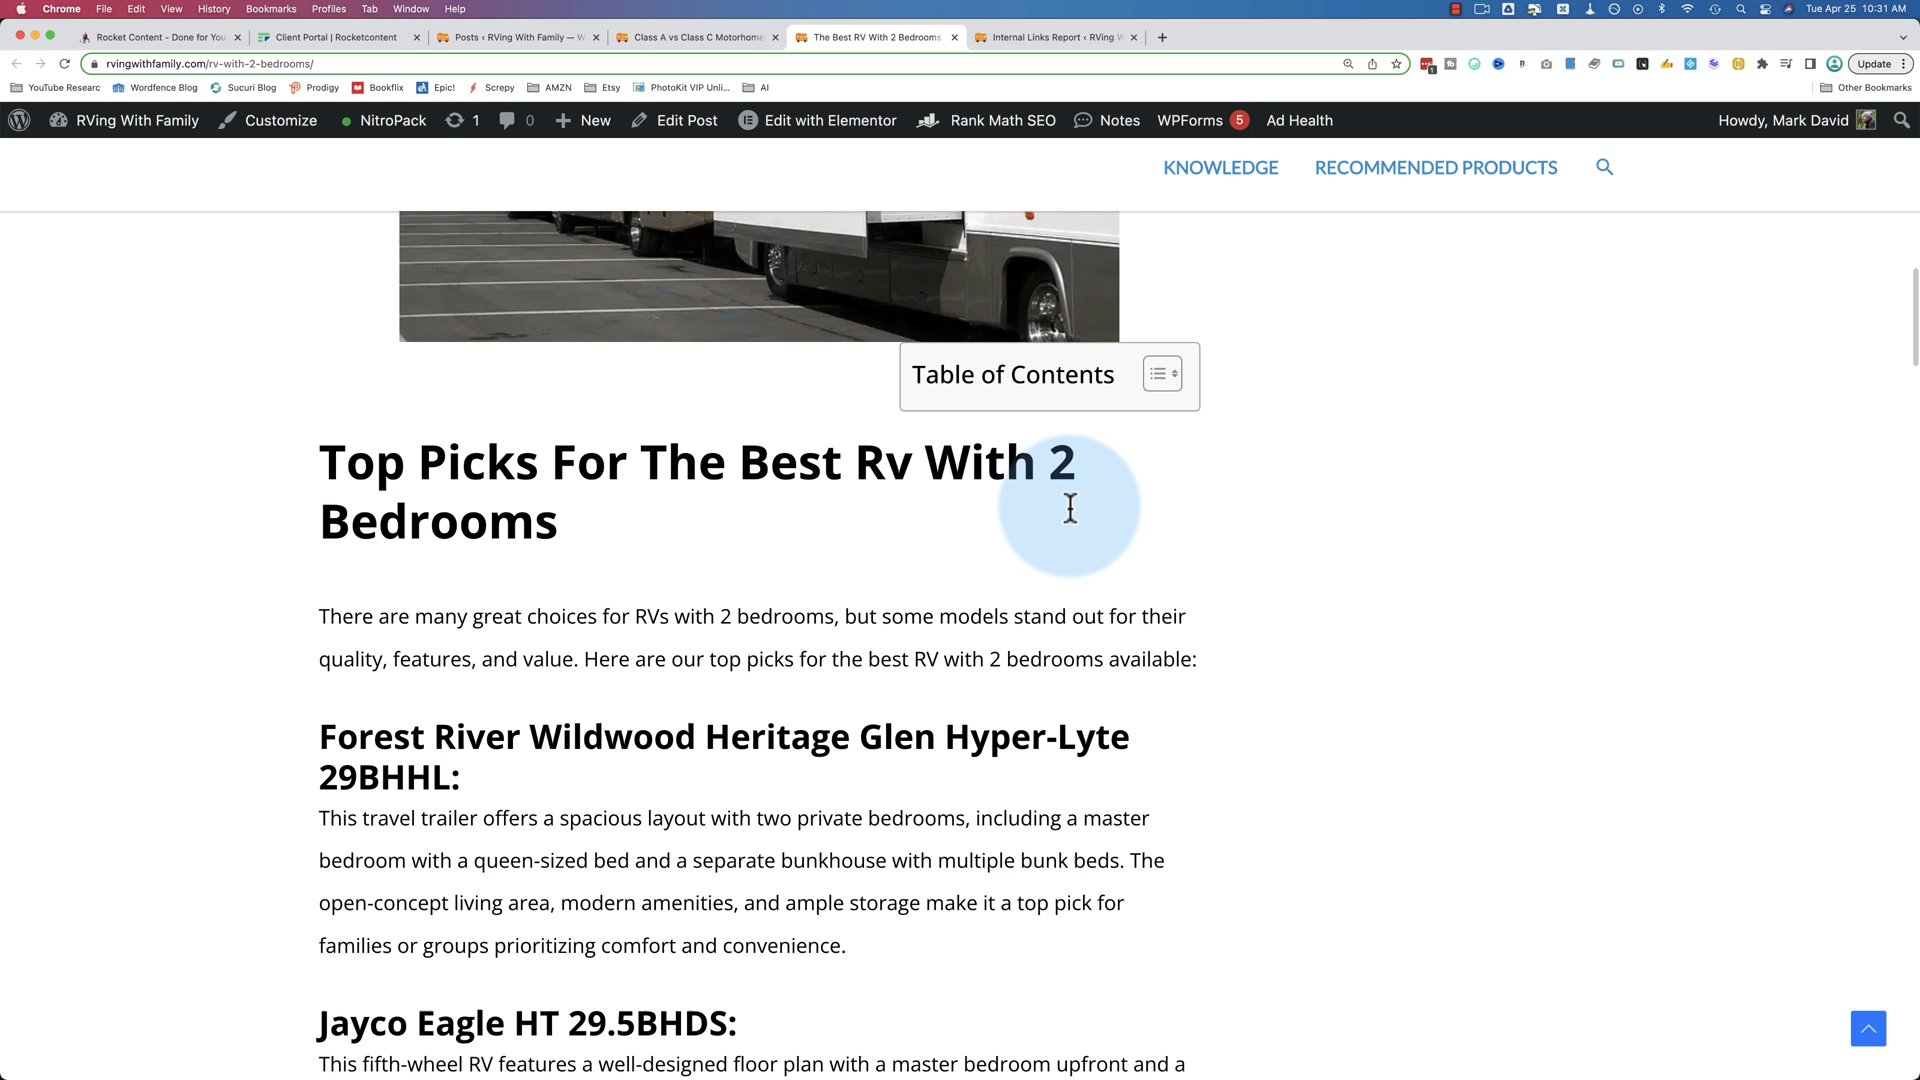 Chrome File Edit View History Bookmarks Profiles Tab Window Help Tue Apr 25 10:31 AM
Rocket Content - Done for You Client Portal | Rocketcontent Posts ‹ RVing With Family — W Class A vs Class C Motorhome The Best RV With 2 Bedrooms Internal Links Report ‹ RVing W
rvingwithfamily.com/rv-with-2-bedrooms/ Update
YouTube Researc Wordfence Blog Sucuri Blog Prodigy Bookflix Epic! Screpy AMZN Etsy PhotoKit VIP Unli... AI Other Bookmarks
RVing With Family Customize NitroPack 1 0 New Edit Post Edit with Elementor Rank Math SEO Notes WPForms 5 Ad Health Howdy, Mark David
KNOWLEDGE RECOMMENDED PRODUCTS
Table of Contents
Top Picks For The Best Rv With 2
Bedrooms
There are many great choices for RVs with 2 bedrooms, but some models stand out for their
quality, features, and value. Here are our top picks for the best RV with 2 bedrooms available:
Forest River Wildwood Heritage Glen Hyper-Lyte
29BHHL:
This travel trailer offers a spacious layout with two private bedrooms, including a master
bedroom with a queen-sized bed and a separate bunkhouse with multiple bunk beds. The
open-concept living area, modern amenities, and ample storage make it a top pick for
families or groups prioritizing comfort and convenience.
Jayco Eagle HT 29.5BHDS:
This fifth-wheel RV features a well-designed floor plan with a master bedroom upfront and a